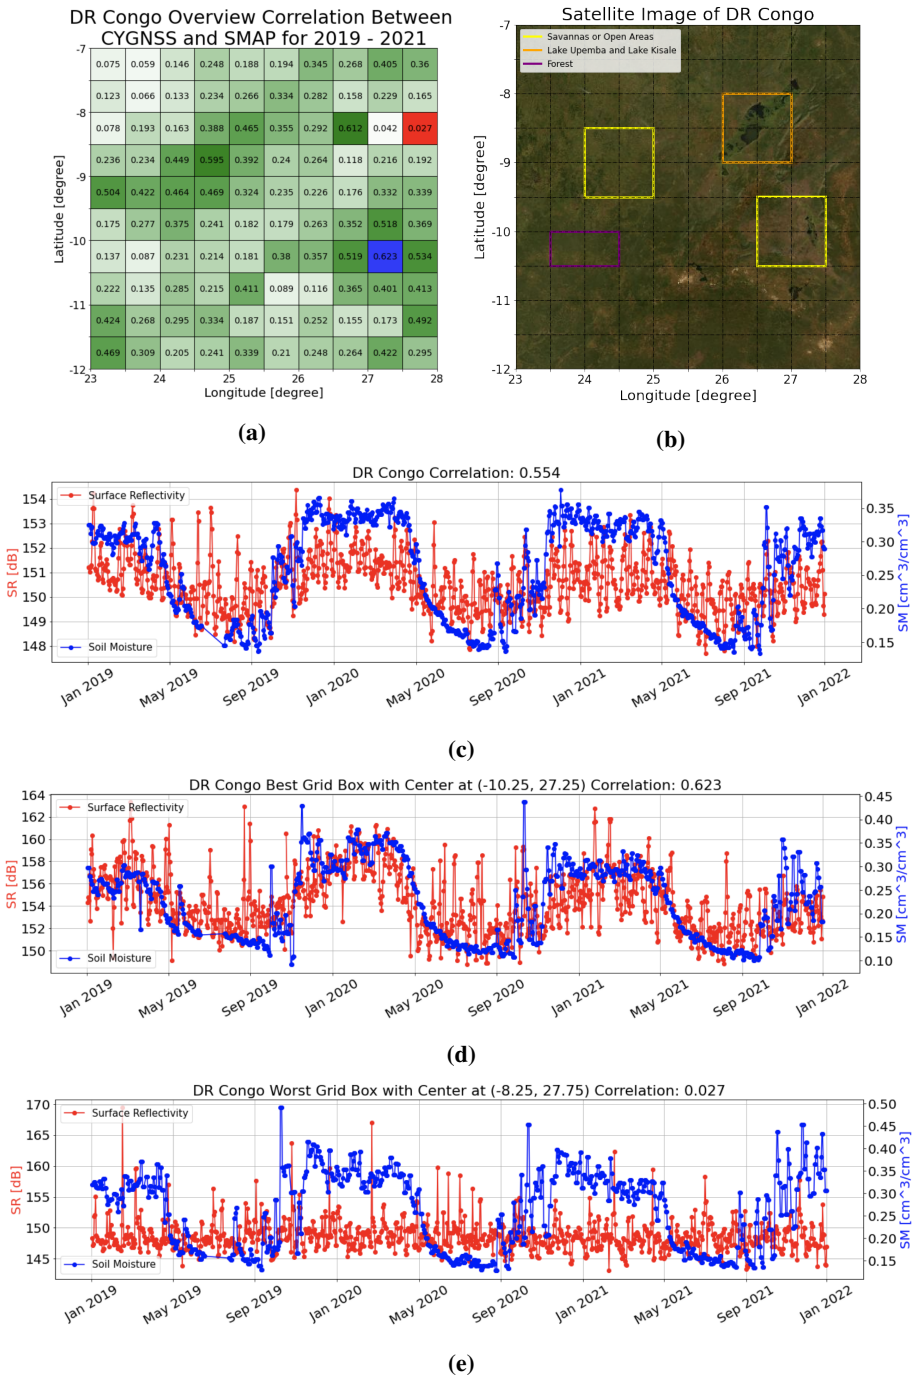 DR Congo Overview Correlation Between
CYGNSS and SMAP for 2019 - 2021
-7
-8
-9
-10
-11
-12
Latitude [degree]
0.075 0.059 0.146 0.248 0.188 0.194 0.345 0.268 0.405 0.36
0.123 0.066 0.133 0.234 0.266 0.334 0.282 0.158 0.229 0.165
0.078 0.193 0.163 0.388 0.465 0.355 0.292 0.612 0.042 0.027
0.236 0.234 0.449 0.595 0.392 0.24 0.264 0.118 0.216 0.192
0.504 0.422 0.464 0.469 0.324 0.235 0.226 0.176 0.332 0.339
0.175 0.277 0.375 0.241 0.182 0.179 0.263 0.352 0.518 0.369
0.137 0.087 0.231 0.214 0.181 0.38 0.357 0.519 0.623 0.534
0.222 0.135 0.285 0.215 0.411 0.089 0.116 0.365 0.401 0.413
0.424 0.268 0.295 0.334 0.187 0.151 0.252 0.155 0.173 0.492
0.469 0.309 0.205 0.241 0.339 0.21 0.248 0.264 0.422 0.295
23 24 25 26 27 28
Longitude [degree]
(a)
Satellite Image of DR Congo
Savannas or Open Areas
Lake Upemba and Lake Kisale
Forest
-7
-8
-9
-10
-11
-12
Latitude [degree]
23 24 25 26 27 28
Longitude [degree]
(b)
DR Congo Correlation: 0.554
Surface Reflectivity
Soil Moisture
154
153
152
151
150
149
148
SR [dB]
0.35
0.30
0.25
0.20
0.15
SM [cm^3/cm^3]
Jan 2019 May 2019 Sep 2019 Jan 2020 May 2020 Sep 2020 Jan 2021 May 2021 Sep 2021 Jan 2022
(c)
DR Congo Best Grid Box with Center at (-10.25, 27.25) Correlation: 0.623
Surface Reflectivity
Soil Moisture
164
162
160
158
156
154
152
150
SR [dB]
0.45
0.40
0.35
0.30
0.25
0.20
0.15
0.10
SM [cm^3/cm^3]
Jan 2019 May 2019 Sep 2019 Jan 2020 May 2020 Sep 2020 Jan 2021 May 2021 Sep 2021 Jan 2022
(d)
DR Congo Worst Grid Box with Center at (-8.25, 27.75) Correlation: 0.027
Surface Reflectivity
Soil Moisture
170
165
160
155
150
145
SR [dB]
0.50
0.45
0.40
0.35
0.30
0.25
0.20
0.15
SM [cm^3/cm^3]
Jan 2019 May 2019 Sep 2019 Jan 2020 May 2020 Sep 2020 Jan 2021 May 2021 Sep 2021 Jan 2022
(e)